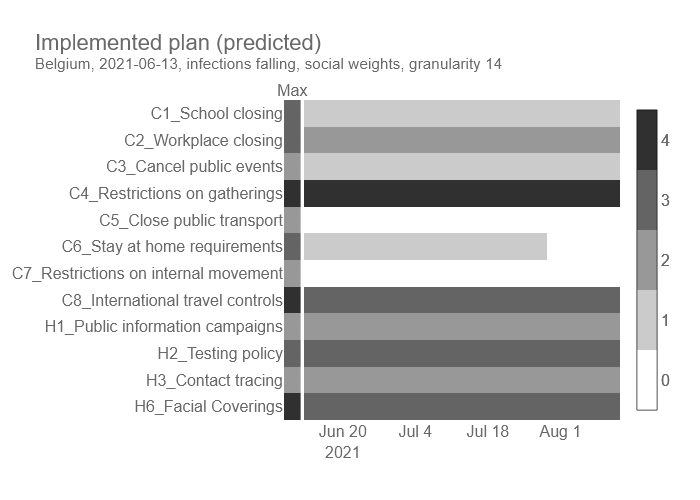 Implemented plan (predicted)
Belgium, 2021-06-13, infections falling, social weights, granularity 14
Max
C1_School closing
C2_Workplace closing
C3_Cancel public events
C4_Restrictions on gatherings
C5_Close public transport
C6_Stay at home requirements
C7_Restrictions on internal movement
C8_International travel controls
H1_Public information campaigns
H2_Testing policy
H3_Contact tracing
H6_Facial Coverings
Jun 20 Jul 4 Jul 18 Aug 1
2021
4
3
2
1
0